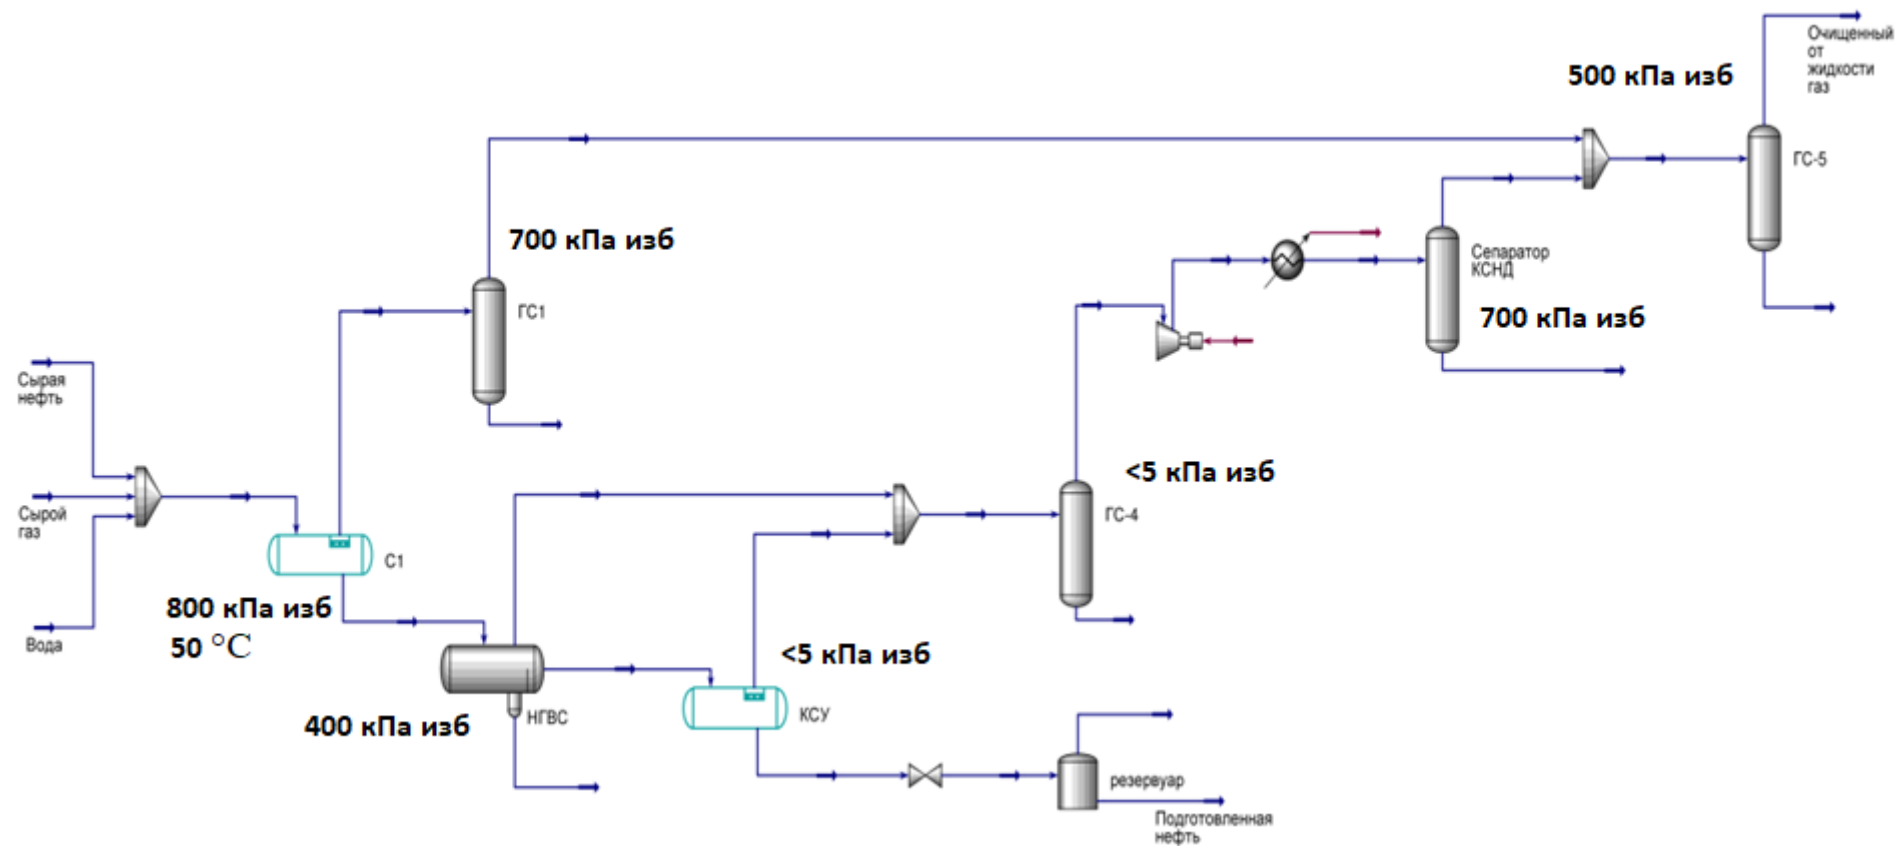 Очищенный
от
жидкости
газ
500 кПа изб
ГС-5
700 кПа изб
ГС1
Сепаратор
КСНД
700 кПа изб
Сырая
нефть
<5 кПа изб
ГС-4
Сырой
газ
С1
800 кПа изб
50 °C
Вода
<5 кПа изб
НГВС
400 кПа изб
КСУ
резервуар
Подготовленная
нефть